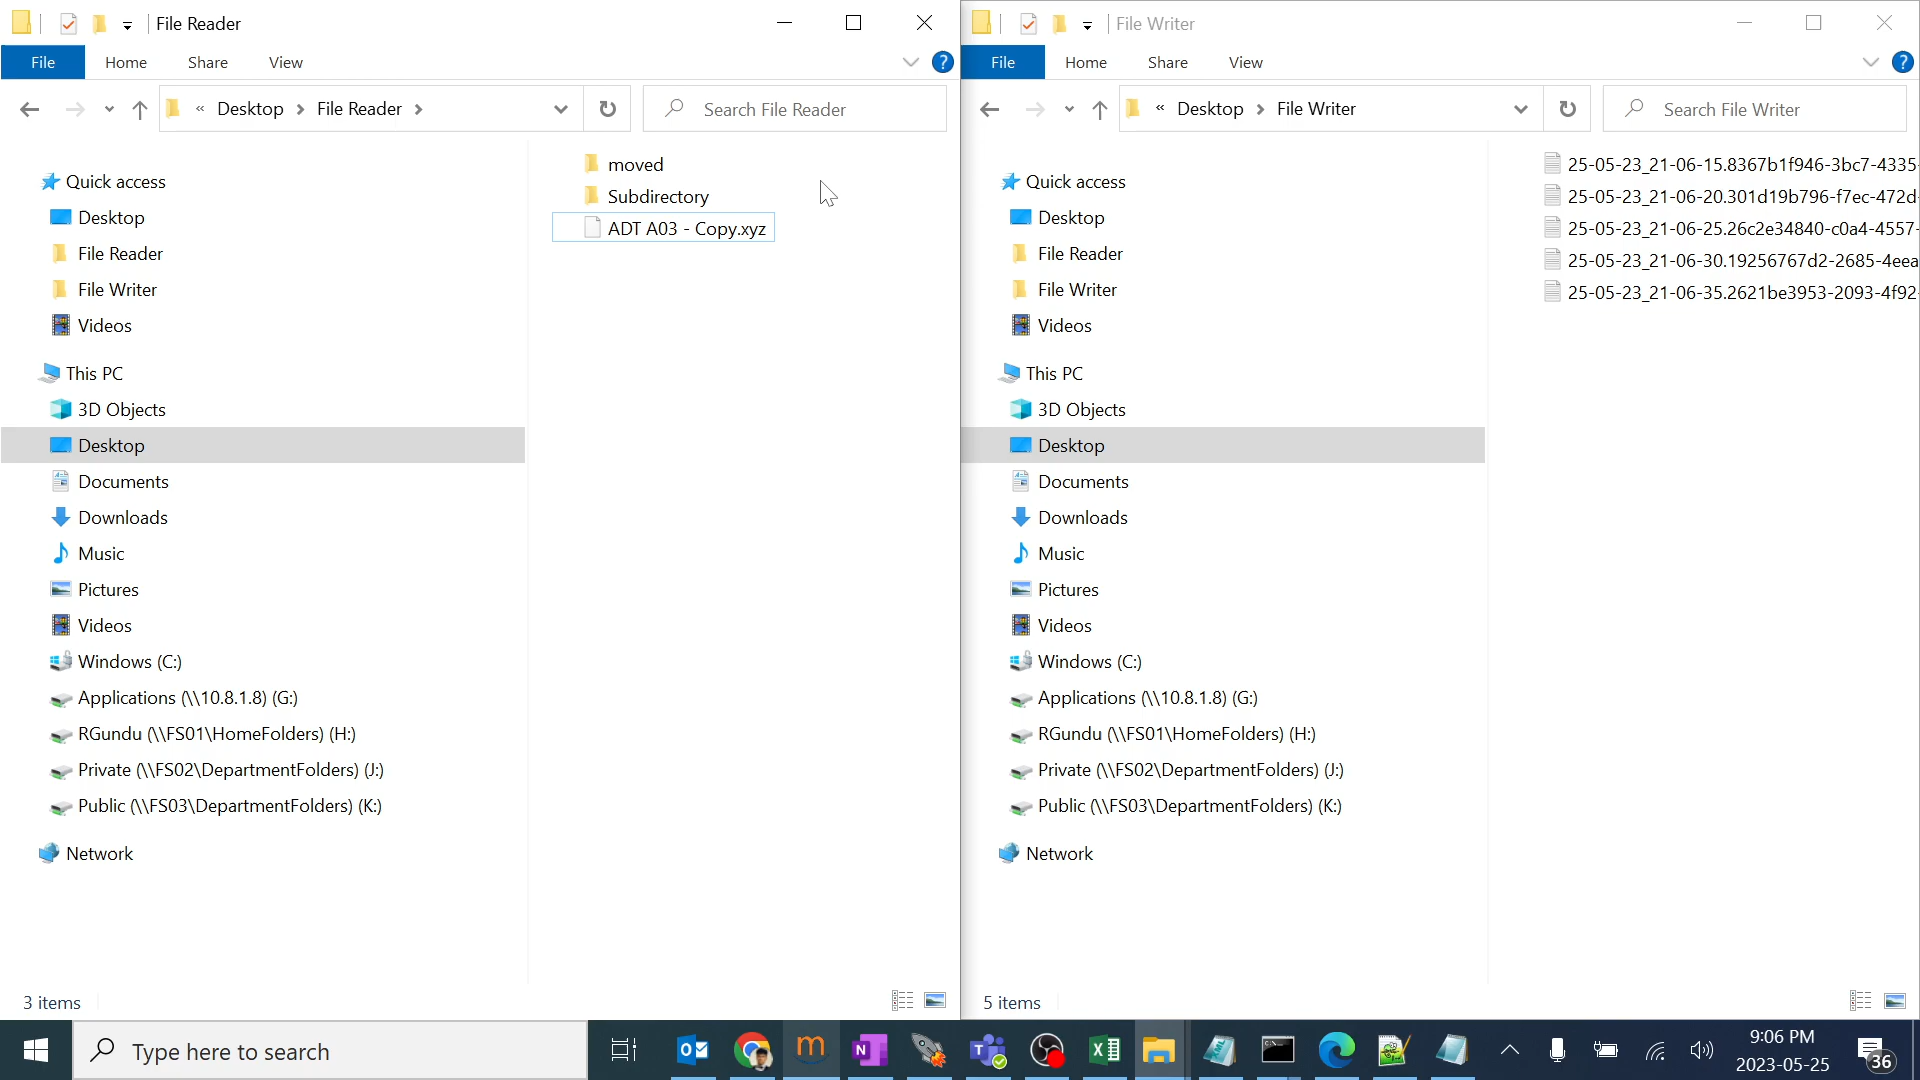 File Reader
File Home Share View
« Desktop File Reader
Search File Reader
Quick access
Desktop
File Reader
File Writer
Videos
This PC
3D Objects
Desktop
Documents
Downloads
Music
Pictures
Videos
Windows (C:)
Applications (\\10.8.1.8) (G:)
RGundu (\\FS01\HomeFolders) (H:)
Private (\\FS02\DepartmentFolders) (J:)
Public (\\FS03\DepartmentFolders) (K:)
Network
moved
Subdirectory
ADT A03 - Copy.xyz
3 items
File Writer
File Home Share View
« Desktop File Writer
Search File Writer
Quick access
Desktop
File Reader
File Writer
Videos
This PC
3D Objects
Desktop
Documents
Downloads
Music
Pictures
Videos
Windows (C:)
Applications (\\10.8.1.8) (G:)
RGundu (\\FS01\HomeFolders) (H:)
Private (\\FS02\DepartmentFolders) (J:)
Public (\\FS03\DepartmentFolders) (K:)
Network
25-05-23_21-06-15.8367b1f946-3bc7-4335-
25-05-23_21-06-20.301d19b796-f7ec-472d-
25-05-23_21-06-25.26c2e34840-c0a4-4557-
25-05-23_21-06-30.19256767d2-2685-4eea
25-05-23_21-06-35.2621be3953-2093-4f92-
5 items
Type here to search
9:06 PM
2023-05-25
36